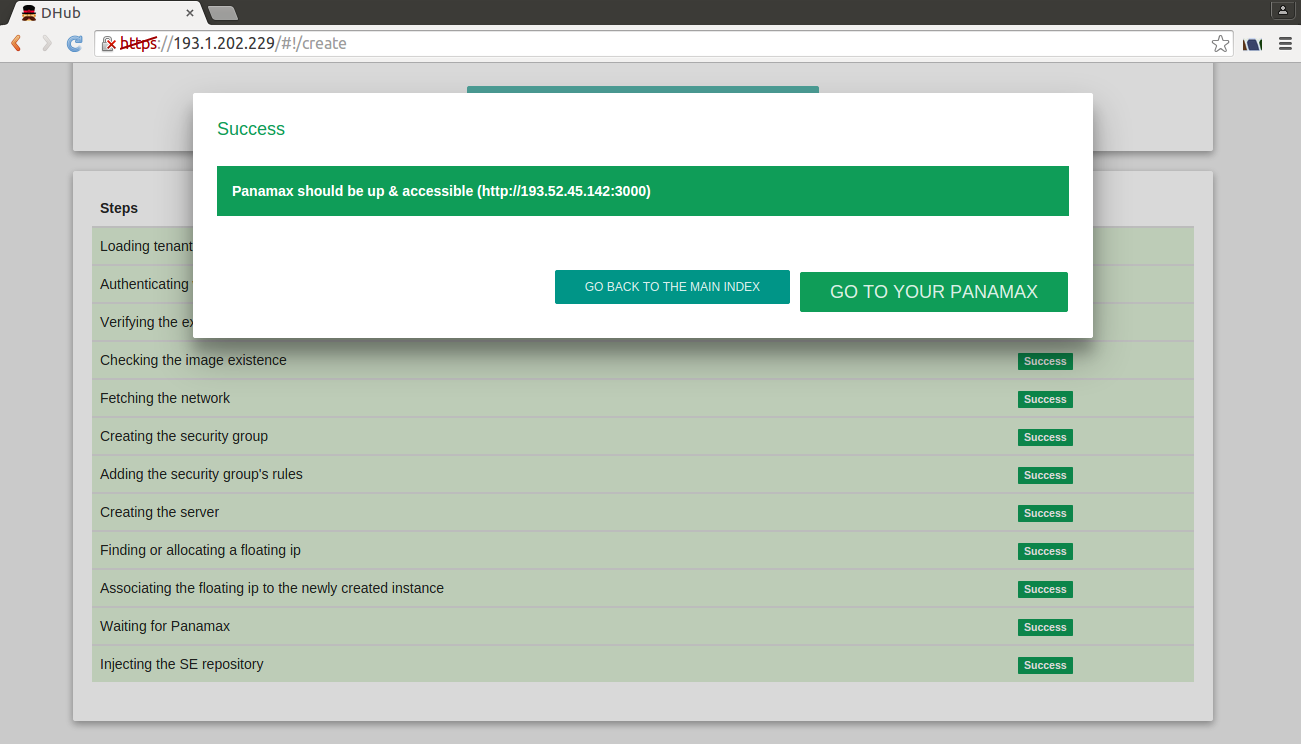 DHub
https://193.1.202.229/#!/create
Success
Panamax should be up & accessible (http://193.52.45.142:3000)
GO BACK TO THE MAIN INDEX
GO TO YOUR PANAMAX
Steps
Loading tenant
Authenticating
Verifying the
Checking the image existence Success
Fetching the network Success
Creating the security group Success
Adding the security group's rules Success
Creating the server Success
Finding or allocating a floating ip Success
Associating the floating ip to the newly created instance Success
Waiting for Panamax Success
Injecting the SE repository Success